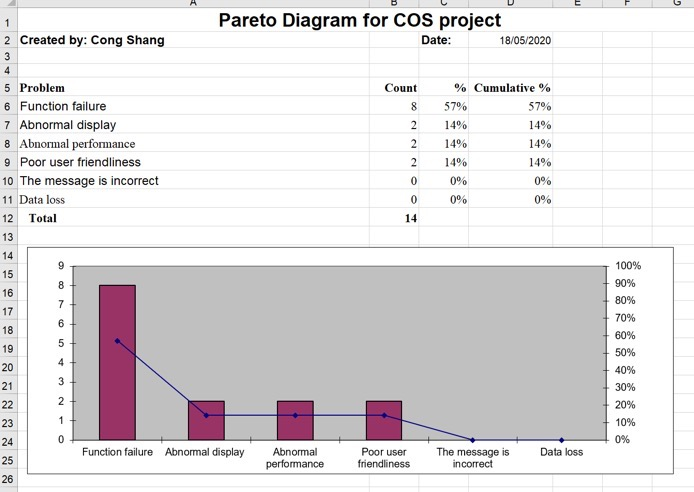 A B C D E F G
1 Pareto Diagram for COS project
2 Created by: Cong Shang Date: 18/05/2020
3
4
5 Problem Count % Cumulative %
6 Function failure 8 57% 57%
7 Abnormal display 2 14% 14%
8 Abnormal performance 2 14% 14%
9 Poor user friendliness 2 14% 14%
10 The message is incorrect 0 0% 0%
11 Data loss 0 0% 0%
12 Total 14
13
14
15
16
17
18
19
20
21
22
23
24
25
26
9 100%
8 90%
7 80%
6 70%
5 60%
4 50%
3 40%
2 30%
1 20%
0 10%
0%
Function failure Abnormal display Abnormal performance Poor user friendliness The message is incorrect Data loss